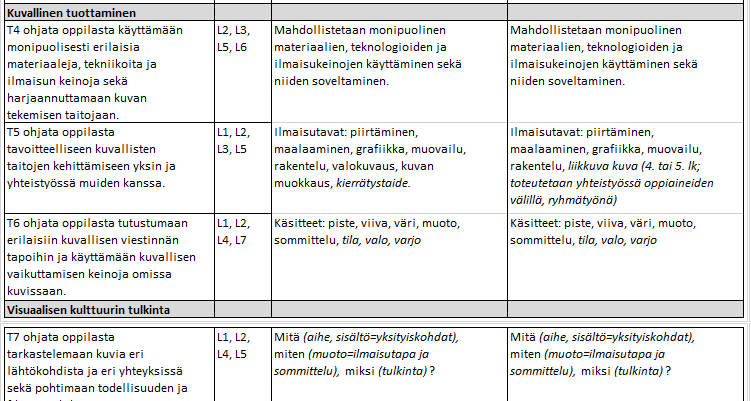 Kuvallinen tuottaminen
T4 ohjata oppilasta käyttämään
monipuolisesti erilaisia
materiaaleja, tekniikoita ja
ilmaisun keinoja sekä
harjaannuttamaan kuvan
tekemisen taitojaan.
L2, L3,
L5, L6
Mahdollistetaan monipuolinen
materiaalien, teknologioiden ja
ilmaisukeinojen käyttäminen sekä
niiden soveltaminen.
Mahdollistetaan monipuolinen
materiaalien, teknologioiden ja
ilmaisukeinojen käyttäminen sekä
niiden soveltaminen.
T5 ohjata oppilasta
tavoitteelliseen kuvallisten
taitojen kehittämiseen yksin ja
yhteistyössä muiden kanssa.
L1, L2,
L3, L5
Ilmaisutavat: piirtäminen,
maalaaminen, grafiikka, muovailu,
rakentelu, valokuvaus, kuvan
muokkaus, kierrätystaide.
Ilmaisutavat: piirtäminen,
maalaaminen, grafiikka, muovailu,
rakentelu, liikkuva kuva (4. tai 5. lk;
toteutetaan yhteistyössä oppiaineiden
välillä, ryhmätyönä)
T6 ohjata oppilasta tutustumaan
erilaisiin kuvallisen viestinnän
tapoihin ja käyttämään kuvallisen
vaikuttamisen keinoja omissa
kuvissaan.
L1, L2,
L4, L7
Käsitteet: piste, viiva, väri, muoto,
sommittelu, tila, valo, varjo
Käsitteet: piste, viiva, väri, muoto,
sommittelu, tila, valo, varjo
Visuaalisen kulttuurin tulkinta
T7 ohjata oppilasta
tarkastelemaan kuvia eri
lähtökohdista ja eri yhteyksissä
sekä pohtimaan todellisuuden ja
L1, L2,
L4, L5
Mitä (aihe, sisältö=yksityiskohdat),
miten (muoto=ilmaisutapa ja
sommittelu), miksi (tulkinta) ?
Mitä (aihe, sisältö=yksityiskohdat),
miten (muoto=ilmaisutapa ja
sommittelu), miksi (tulkinta) ?